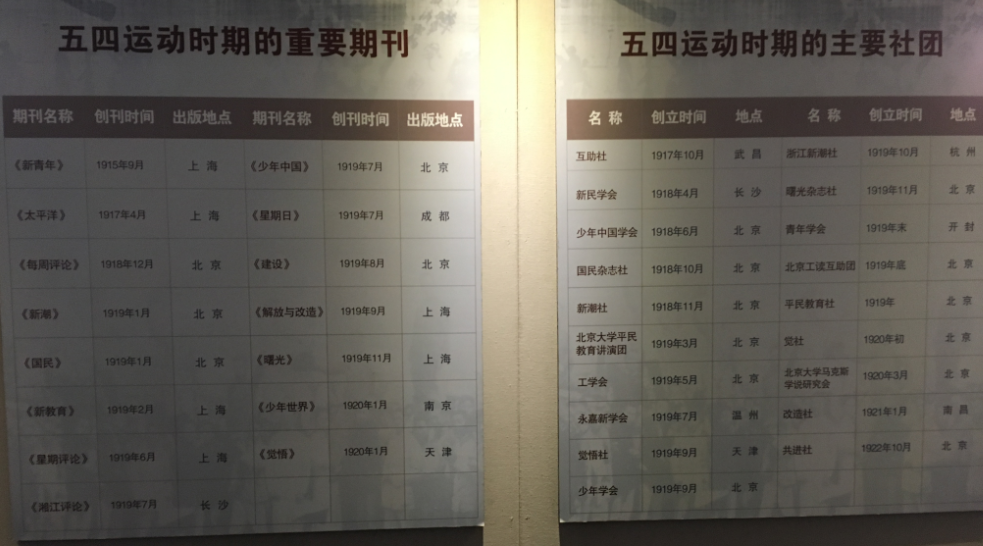 五四运动时期的重要期刊
期刊名称 创刊时间 出版地点 期刊名称 创刊时间 出版地点
《新青年》 1915年9月 上海 《少年中国》 1919年7月 北京
《太平洋》 1917年4月 上海 《星期日》 1919年7月 成都
《每周评论》 1918年12月 北京 《建设》 1919年8月 北京
《新潮》 1919年1月 北京 《解放与改造》 1919年9月 上海
《国民》 1919年1月 北京 《曙光》 1919年11月 上海
《新教育》 1919年2月 上海 《少年世界》 1920年1月 南京
《星期评论》 1919年6月 上海 《觉悟》 1920年1月 天津
《湘江评论》 1919年7月 长沙
五四运动时期的主要社团
名称 创立时间 地点 名称 创立时间 地点
互助社 1917年10月 武昌 浙江新潮社 1919年10月 杭州
新民学会 1918年4月 长沙 曙光杂志社 1919年11月 北京
少年中国学会 1918年6月 北京 青年学会 1919年末 开封
国民杂志社 1918年10月 北京 北京工读互助团 1919年底 北京
新潮社 1918年11月 北京 平民教育社 1919年 北京
北京大学平民
教育讲演团 1919年3月 北京 觉社 1920年初 北京
工学会 1919年5月 北京 北京大学马克斯
学说研究会 1920年3月 北京
永嘉新学会 1919年7月 温州 改造社 1921年1月 南昌
觉悟社 1919年9月 天津 共进社 1922年10月 北京
少年学会 1919年9月 北京